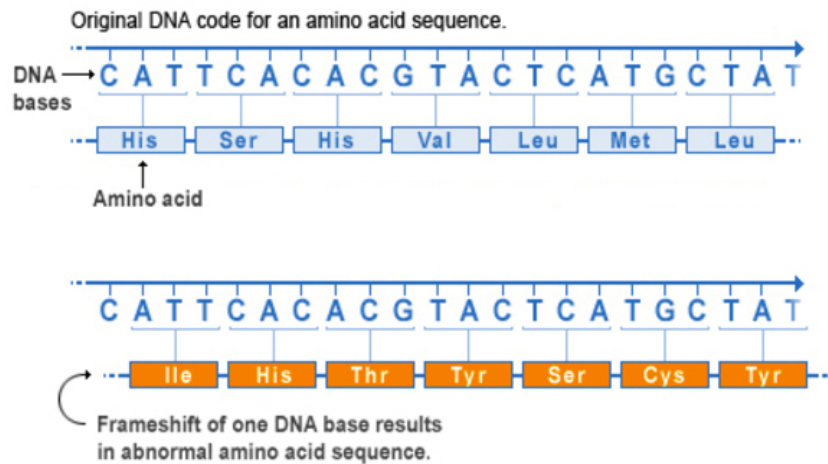 Original DNA code for an amino acid sequence.
DNA bases
C A T T C A C A C G T A C T C A T G C T A T
His Ser His Val Leu Met Leu
Amino acid
C A T T C A C A C G T A C T C A T G C T A T
Ile His Thr Tyr Ser Cys Tyr
Frameshift of one DNA base results
in abnormal amino acid sequence.